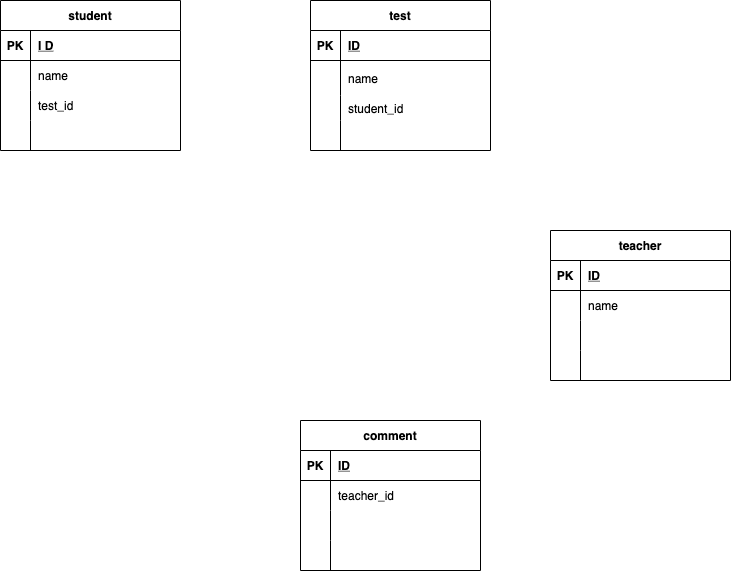 student
PK I D
name
test_id
test
PK ID
name
student_id
teacher
PK ID
name
comment
PK ID
teacher_id